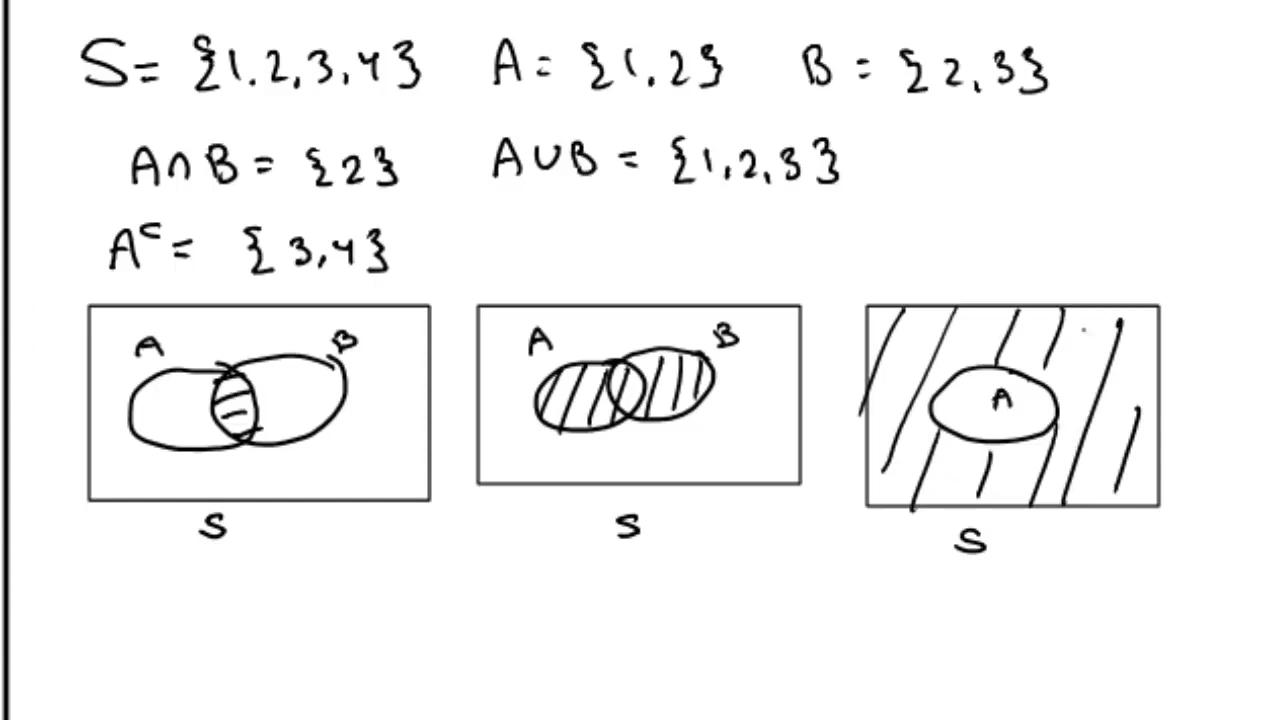 S = {1,2,3,4} A = {1,2} B = {2,3}
A∩B = {2} A∪B = {1,2,3}
Aᶜ = {3,4}
A B A B A
S S S